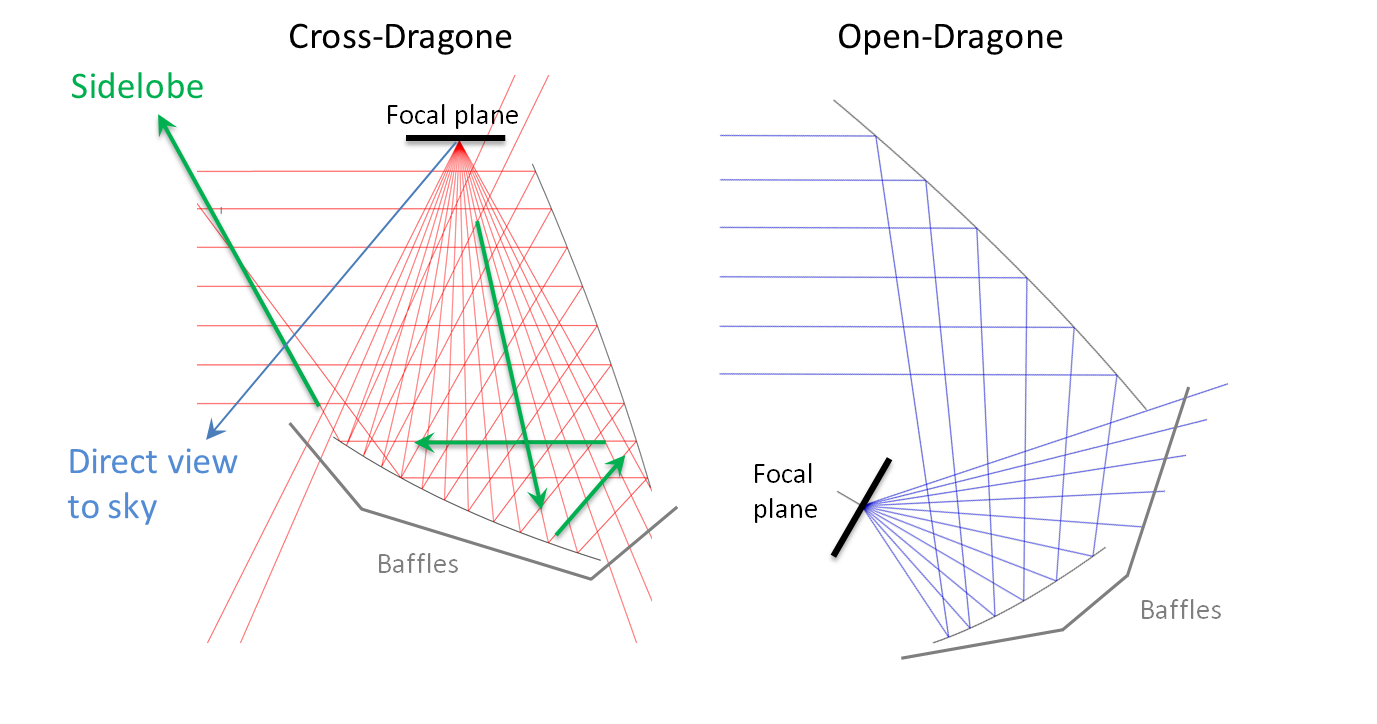 Cross-Dragone
Open-Dragone
Sidelobe
Focal plane
Direct view
to sky
Baffles
Focal
plane
Baffles